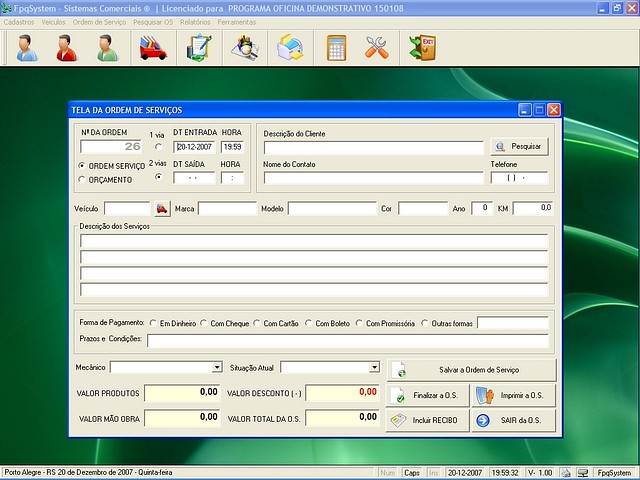 FpqSystem - Sistemas Comerciais ® | Licenciado para PROGRAMA OFICINA DEMONSTRATIVO 150108
Cadastros Veículos Ordem de Serviço Pesquisar OS Relatórios Ferramentas
EXIT
TELA DA ORDEM DE SERVIÇOS
Nº DA ORDEM 1 via DT ENTRADA HORA
26 20-12-2007 19:59
ORDEM SERVIÇO 2 vias DT SAÍDA HORA
ORÇAMENTO - - :
Descrição do Cliente
Pesquisar
Nome do Contato Telefone
( ) -
Veículo Marca Modelo Cor Ano 0 KM 0,0
Descrição dos Serviços
Forma de Pagamento: Em Dinheiro Com Cheque Com Cartão Com Boleto Com Promissória Outras formas
Prazos e Condições:
Mecânico Situação Atual Salvar a Ordem de Serviço
VALOR PRODUTOS 0,00 VALOR DESCONTO ( - ) 0,00 Finalizar a O.S. Imprimir a O.S.
VALOR MÃO OBRA 0,00 VALOR TOTAL DA O.S. 0,00 Incluir RECIBO SAIR da O.S.
Porto Alegre - RS 20 de Dezembro de 2007 - Quinta-feira Num Caps Ins 20-12-2007 19:59:32 V- 1.00 FpqSystem